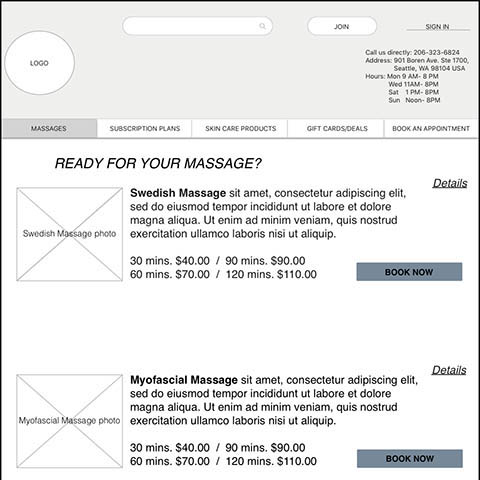 JOIN
SIGN IN
LOGO
Call us directly: 206-323-6824
Address: 901 Boren Ave. Ste 1700,
Seattle, WA 98104 USA
Hours: Mon 9 AM- 8 PM
Wed 11AM- 8PM
Sat 1 PM- 8PM
Sun Noon- 8PM
MASSAGES
SUBSCRIPTION PLANS
SKIN CARE PRODUCTS
GIFT CARDS/DEALS
BOOK AN APPOINTMENT
READY FOR YOUR MASSAGE?
Details
Swedish Massage sit amet, consectetur adipiscing elit,
sed do eiusmod tempor incididunt ut labore et dolore
magna aliqua. Ut enim ad minim veniam, quis nostrud
exercitation ullamco laboris nisi ut aliquip.
Swedish Massage photo
30 mins. $40.00 / 90 mins. $90.00
60 mins. $70.00 / 120 mins. $110.00
BOOK NOW
Details
Myofascial Massage sit amet, consectetur adipiscing elit,
sed do eiusmod tempor incididunt ut labore et dolore
magna aliqua. Ut enim ad minim veniam, quis nostrud
exercitation ullamco laboris nisi ut aliquip.
Myofascial Massage photo
30 mins. $40.00 / 90 mins. $90.00
60 mins. $70.00 / 120 mins. $110.00
BOOK NOW